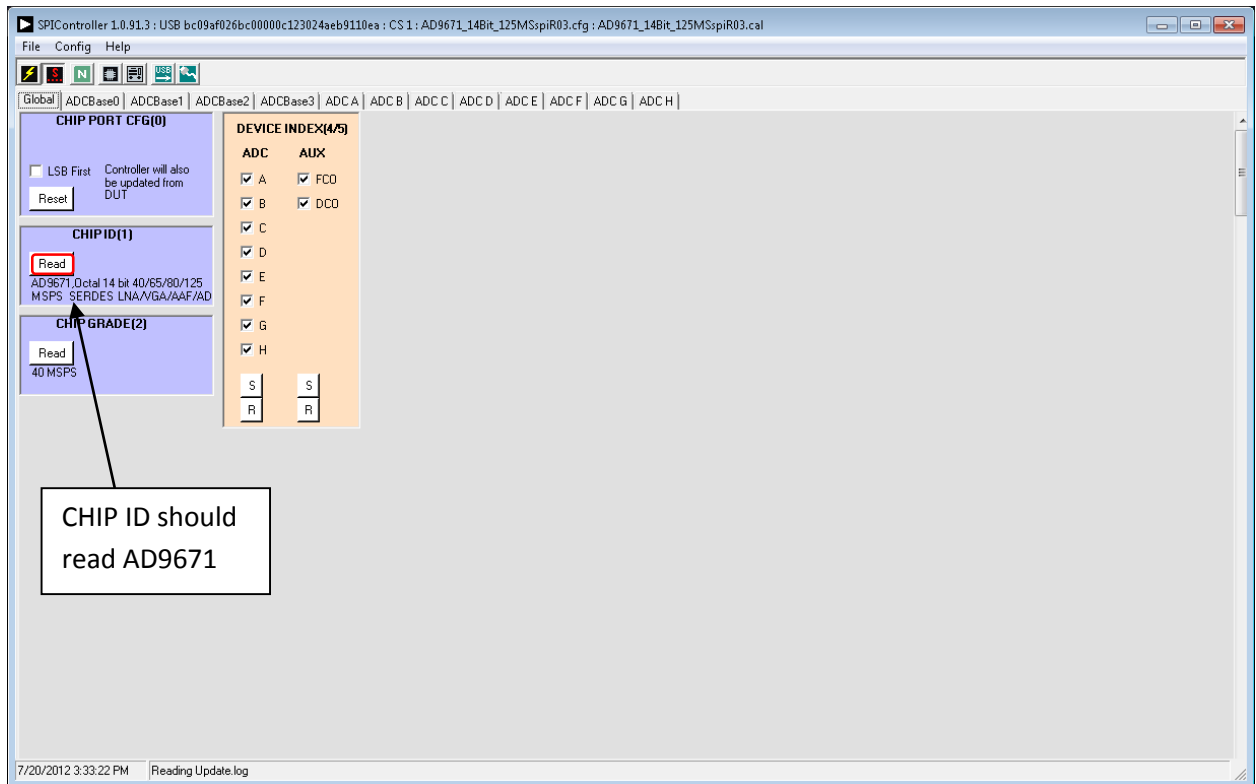 SPIController 1.0.91.3 : USB bc09af026bc00000c123024aeb9110ea : CS 1 : AD9671_14Bit_125MSspiR03.cfg : AD9671_14Bit_125MSspiR03.cal
File Config Help
USB
Global ADCBase0 ADCBase1 ADCBase2 ADCBase3 ADC A ADC B ADC C ADC D ADC E ADC F ADC G ADC H
CHIP PORT CFG(0)
LSB First
Controller will also
be updated from
DUT
Reset
CHIP ID(1)
Read
AD9671,Octal 14 bit 40/65/80/125
MSPS SERDES LNA/VGA/AAF/AD
CHIP GRADE(2)
Read
40 MSPS
DEVICE INDEX(4/5)
ADC AUX
A FCO
B DCO
C
D
E
F
G
H
S S
R R
CHIP ID should
read AD9671
7/20/2012 3:33:22 PM Reading Update.log